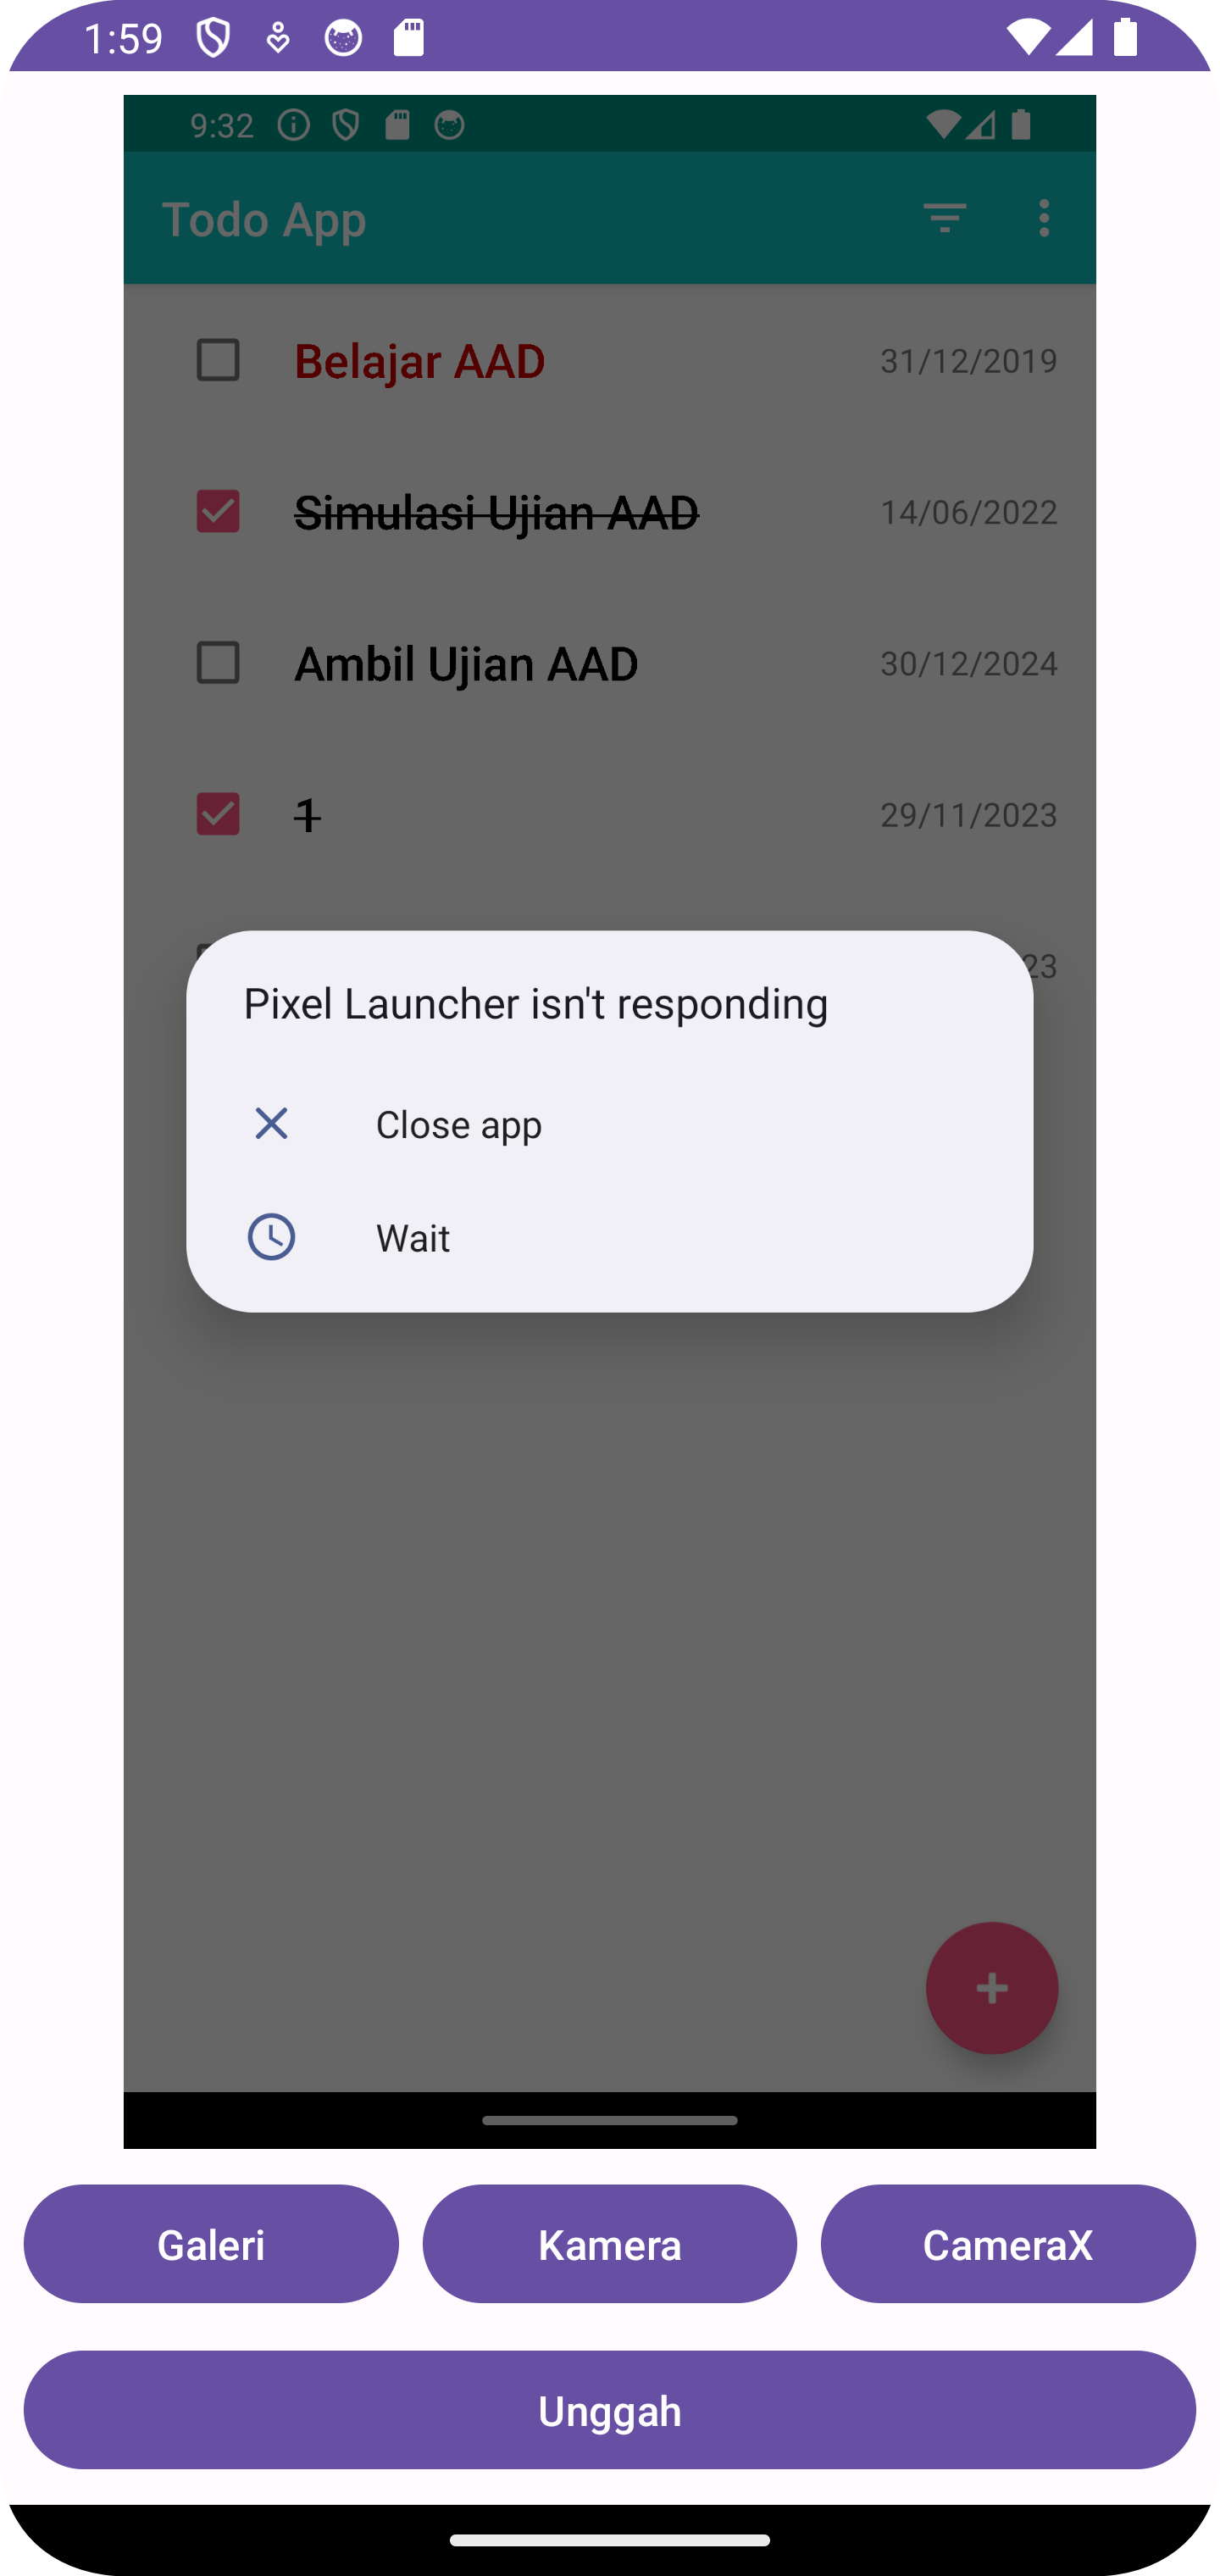 1:59
9:32
Todo App
Belajar AAD 31/12/2019
Simulasi Ujian AAD 14/06/2022
Ambil Ujian AAD 30/12/2024
1 29/11/2023
23
Pixel Launcher isn't responding
Close app
Wait
Galeri Kamera CameraX
Unggah